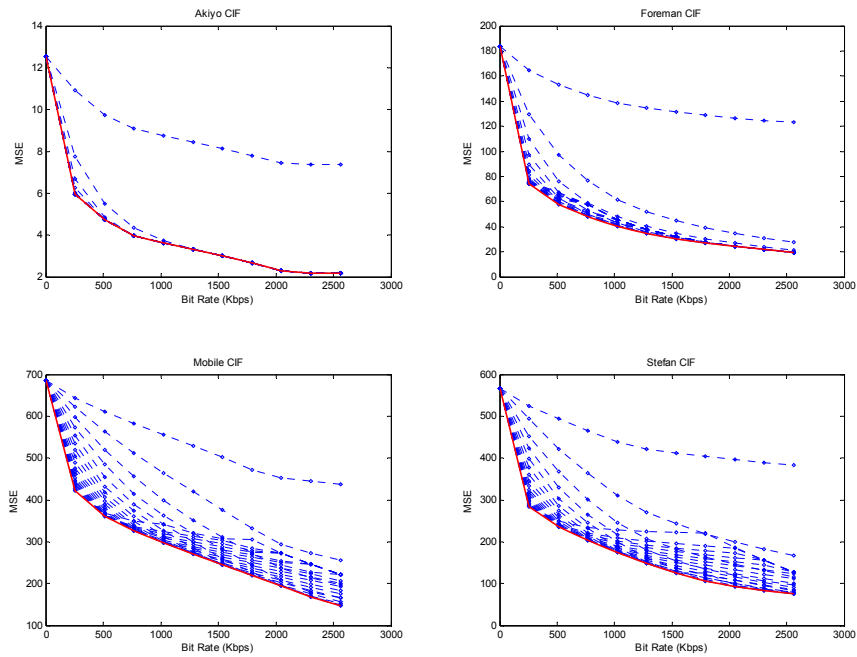 Akiyo CIF
14
12
10
8
6
4
2
MSE
0 500 1000 1500 2000 2500 3000
Bit Rate (Kbps)
Foreman CIF
200
180
160
140
120
100
80
60
40
20
0
MSE
0 500 1000 1500 2000 2500 3000
Bit Rate (Kbps)
Mobile CIF
700
600
500
400
300
200
100
MSE
0 500 1000 1500 2000 2500 3000
Bit Rate (Kbps)
Stefan CIF
600
500
400
300
200
100
0
MSE
0 500 1000 1500 2000 2500 3000
Bit Rate (Kbps)